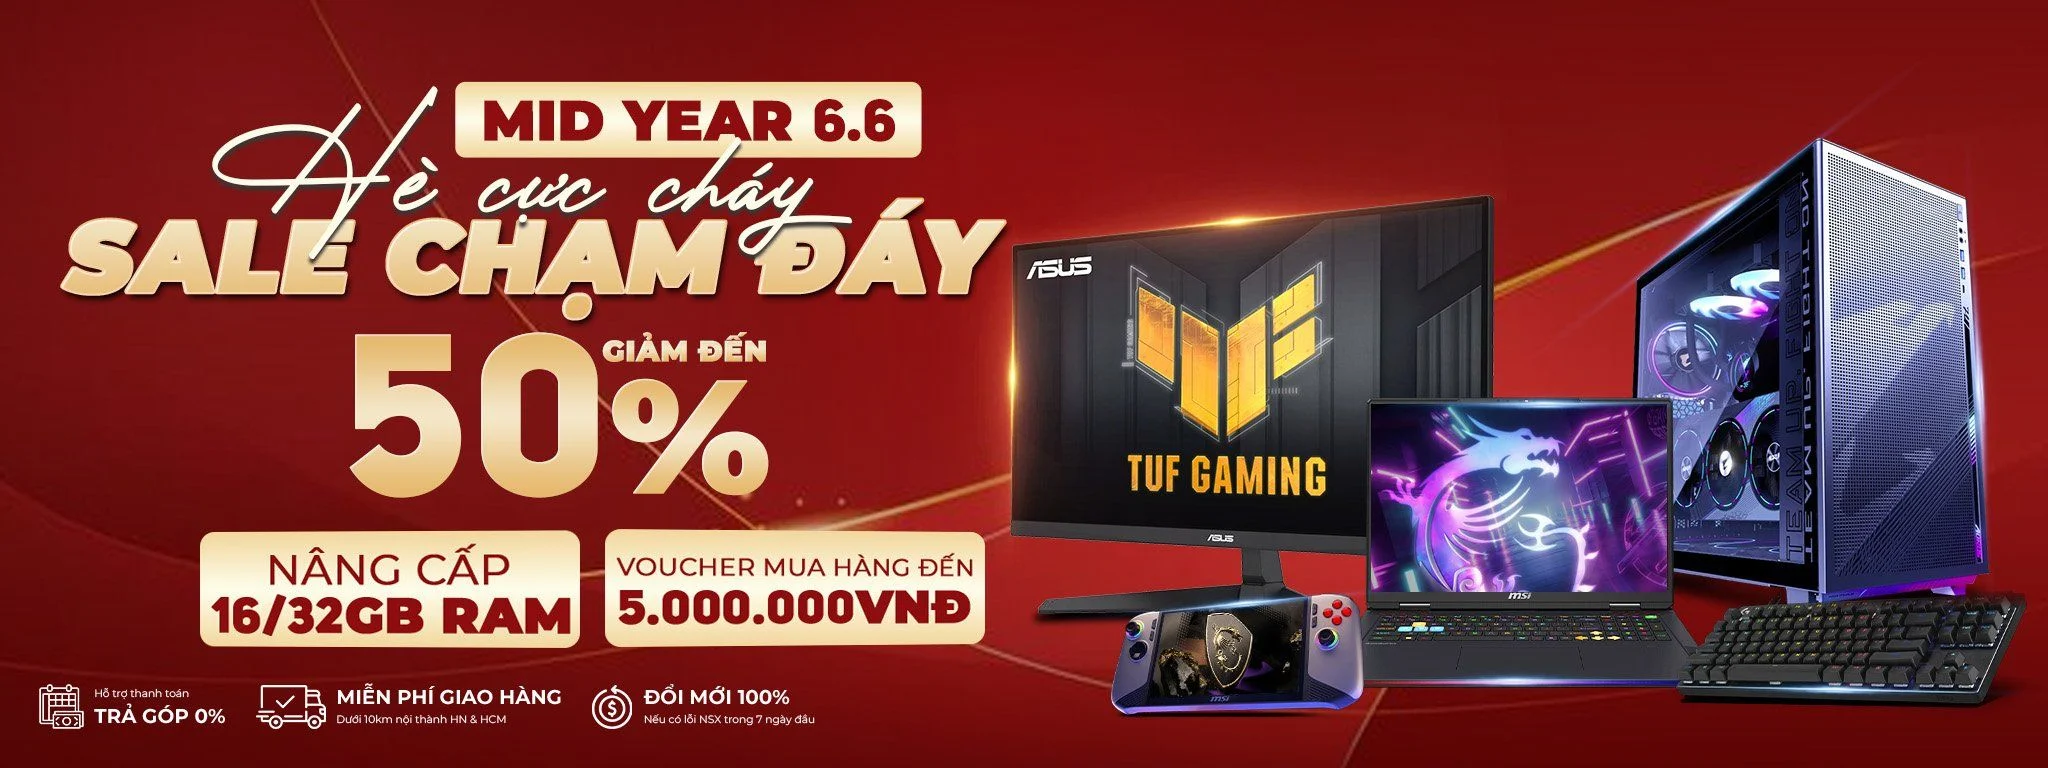 MID YEAR 6.6
Hè cực cháy
SALE CHẠM ĐÁY
GIẢM ĐẾN
50%
NÂNG CẤP
16/32GB RAM
VOUCHER MUA HÀNG ĐẾN
5.000.000VNĐ
Hỗ trợ thanh toán
TRẢ GÓP 0%
MIỄN PHÍ GIAO HÀNG
Dưới 10km nội thành HN & HCM
ĐỔI MỚI 100%
Nếu có lỗi NSX trong 7 ngày đầu
ASUS
TUF GAMING
ASUS
msi
msi
TEAM UP. FIGHT ON